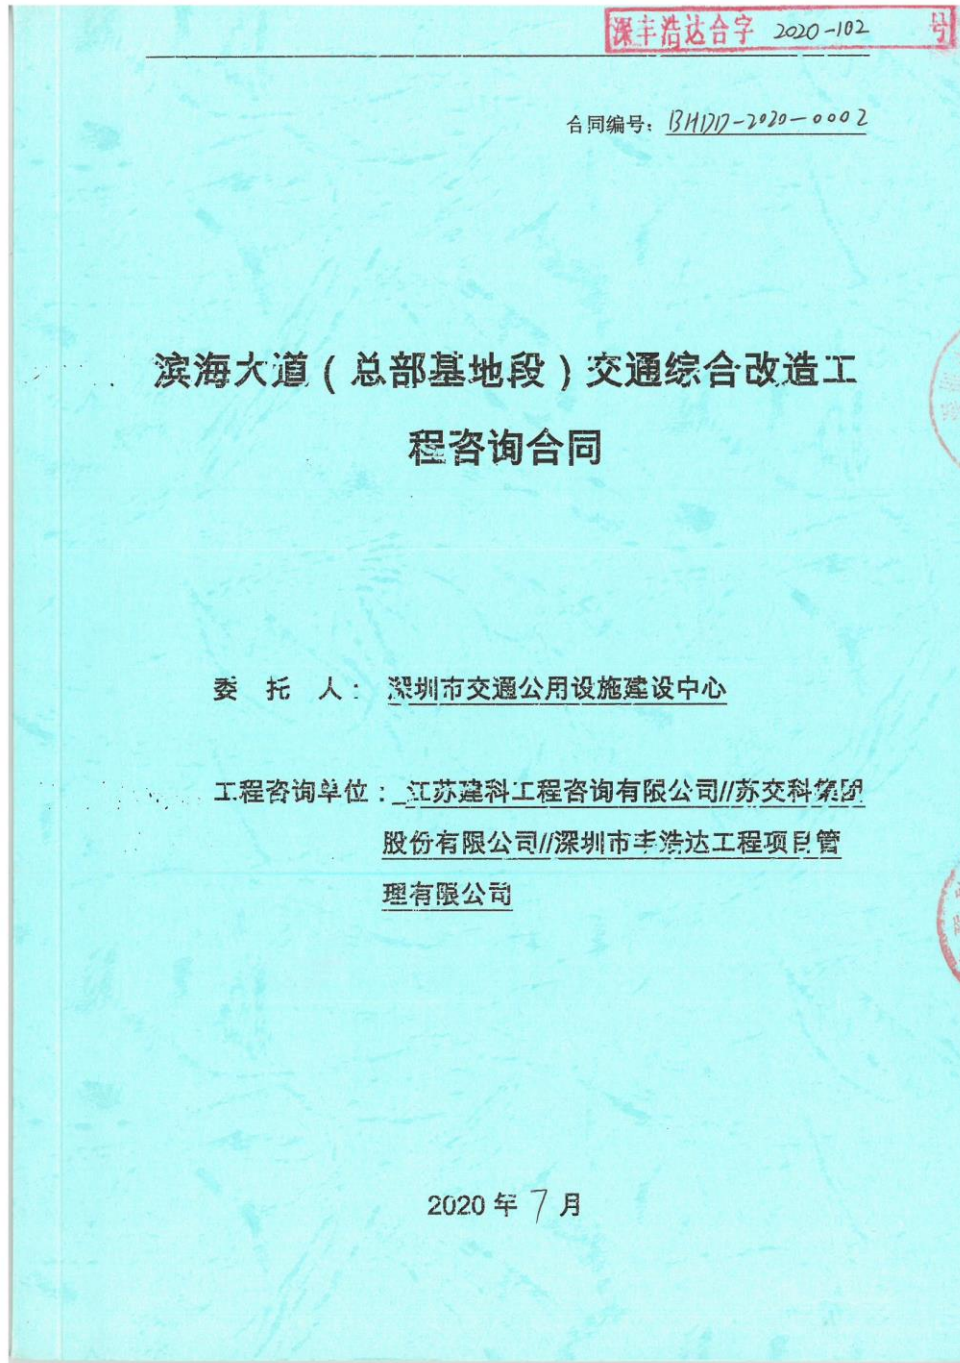 深丰浩达合字 2020-102 号
合同编号：BHDD-2020-0002
滨海大道（总部基地段）交通综合改造工
程咨询合同
委 托 人：深圳市交通公用设施建设中心
工程咨询单位：江苏建科工程咨询有限公司//苏交科集团
股份有限公司//深圳市丰浩达工程项目管
理有限公司
2020 年 7 月